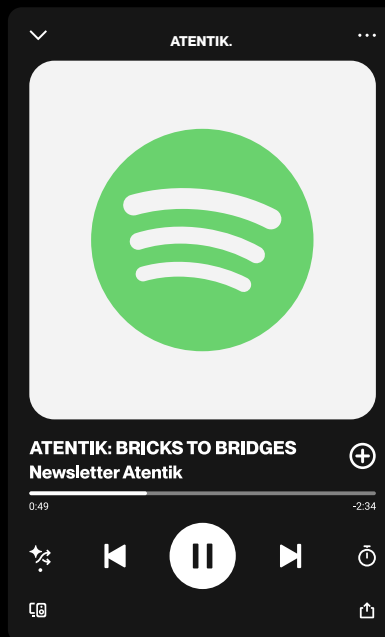 ATENTIK.
ATENTIK: BRICKS TO BRIDGES
Newsletter Atentik
0:49
-2:34